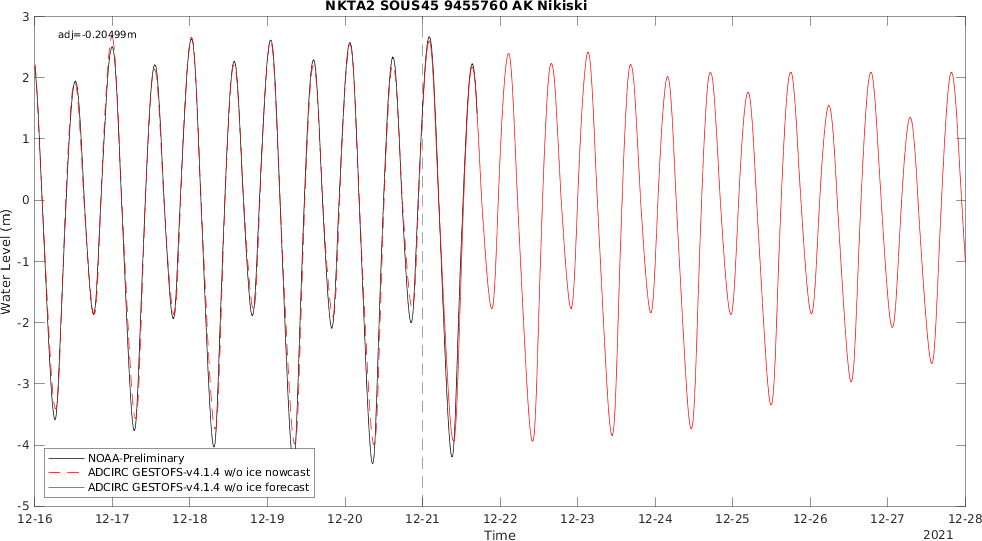 NKTA2 SOUS45 9455760 AK Nikiski
adj=-0.20499m
3
2
1
0
-1
-2
-3
-4
-5
Water Level (m)
NOAA-Preliminary
ADCIRC GESTOFS-v4.1.4 w/o ice nowcast
ADCIRC GESTOFS-v4.1.4 w/o ice forecast
12-16 12-17 12-18 12-19 12-20 12-21 12-22 12-23 12-24 12-25 12-26 12-27 12-28
Time
2021